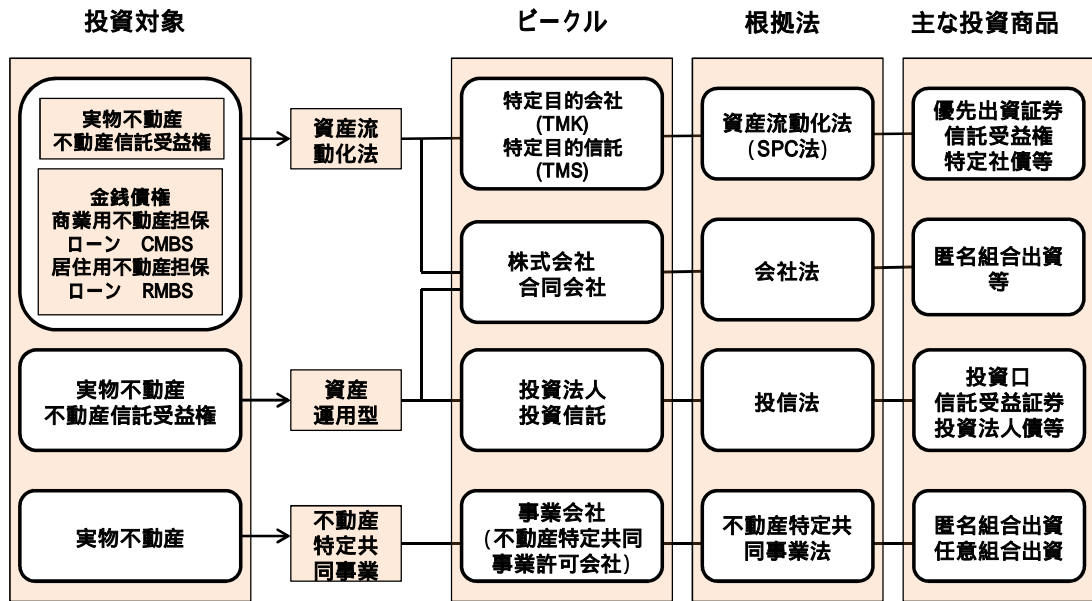 投資対象
ビークル
根拠法
主な投資商品
実物不動産
不動産信託受益権
金銭債権
商業用不動産担保
ローン CMBS
居住用不動産担保
ローン RMBS
資産流
動化法
特定目的会社
(TMK)
特定目的信託
(TMS)
資産流動化法
(SPC法)
優先出資証券
信託受益権
特定社債等
株式会社
合同会社
会社法
匿名組合出資
等
実物不動産
不動産信託受益権
資産
運用型
投資法人
投資信託
投信法
投資口
信託受益証券
投資法人債等
実物不動産
不動産
特定共
同事業
事業会社
(不動産特定共同
事業許可会社)
不動産特定共
同事業法
匿名組合出資
任意組合出資